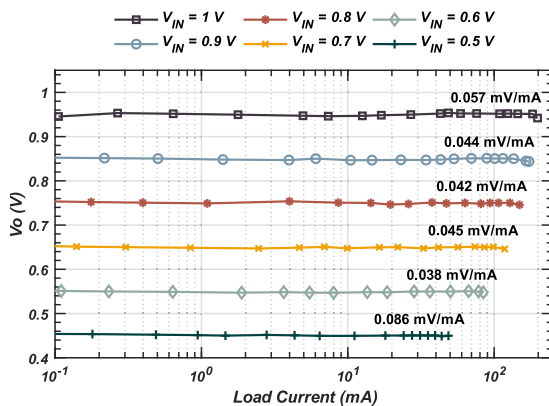 V_IN = 1 V V_IN = 0.8 V V_IN = 0.6 V
V_IN = 0.9 V V_IN = 0.7 V V_IN = 0.5 V
1
0.057 mV/mA
0.9
0.044 mV/mA
0.8
0.042 mV/mA
0.7
0.045 mV/mA
0.6
0.038 mV/mA
0.5
0.086 mV/mA
0.4
Vo (V)
10^-1 10^0 10^1 10^2
Load Current (mA)